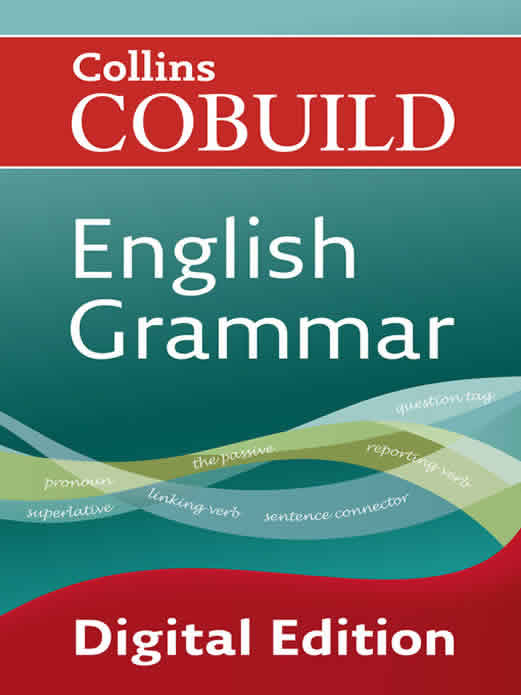 Collins
COBUILD
English
Grammar
question tag
the passive
reporting verb
pronoun
linking verb
superlative
sentence connector
Digital Edition